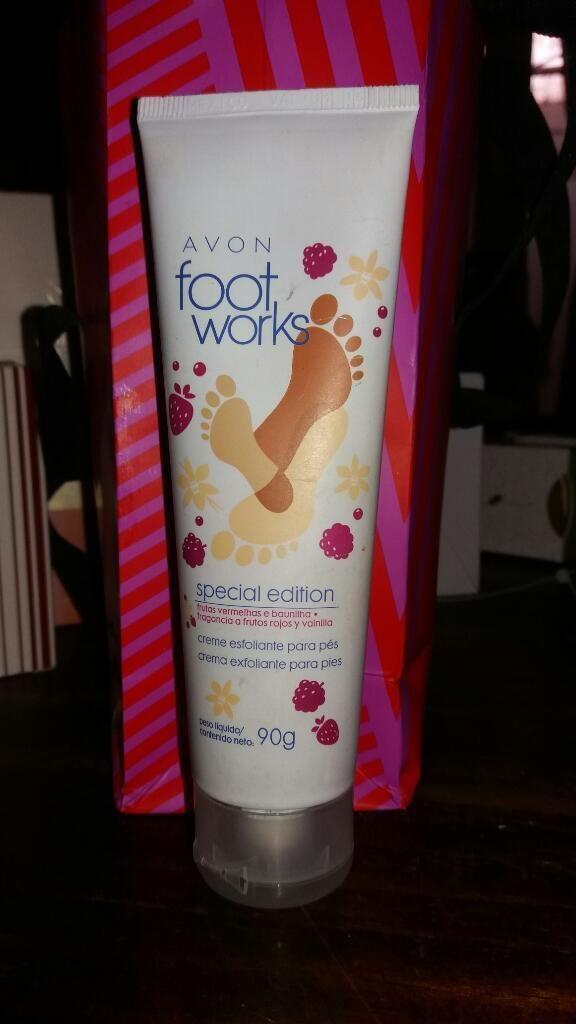 AVON
foot
works
special edition
frutas vermelhas e baunilha •
fragancia a frutos rojos y vainilla
creme esfoliante para pés
crema exfoliante para pies
peso líquido/
contenido neto: 90g